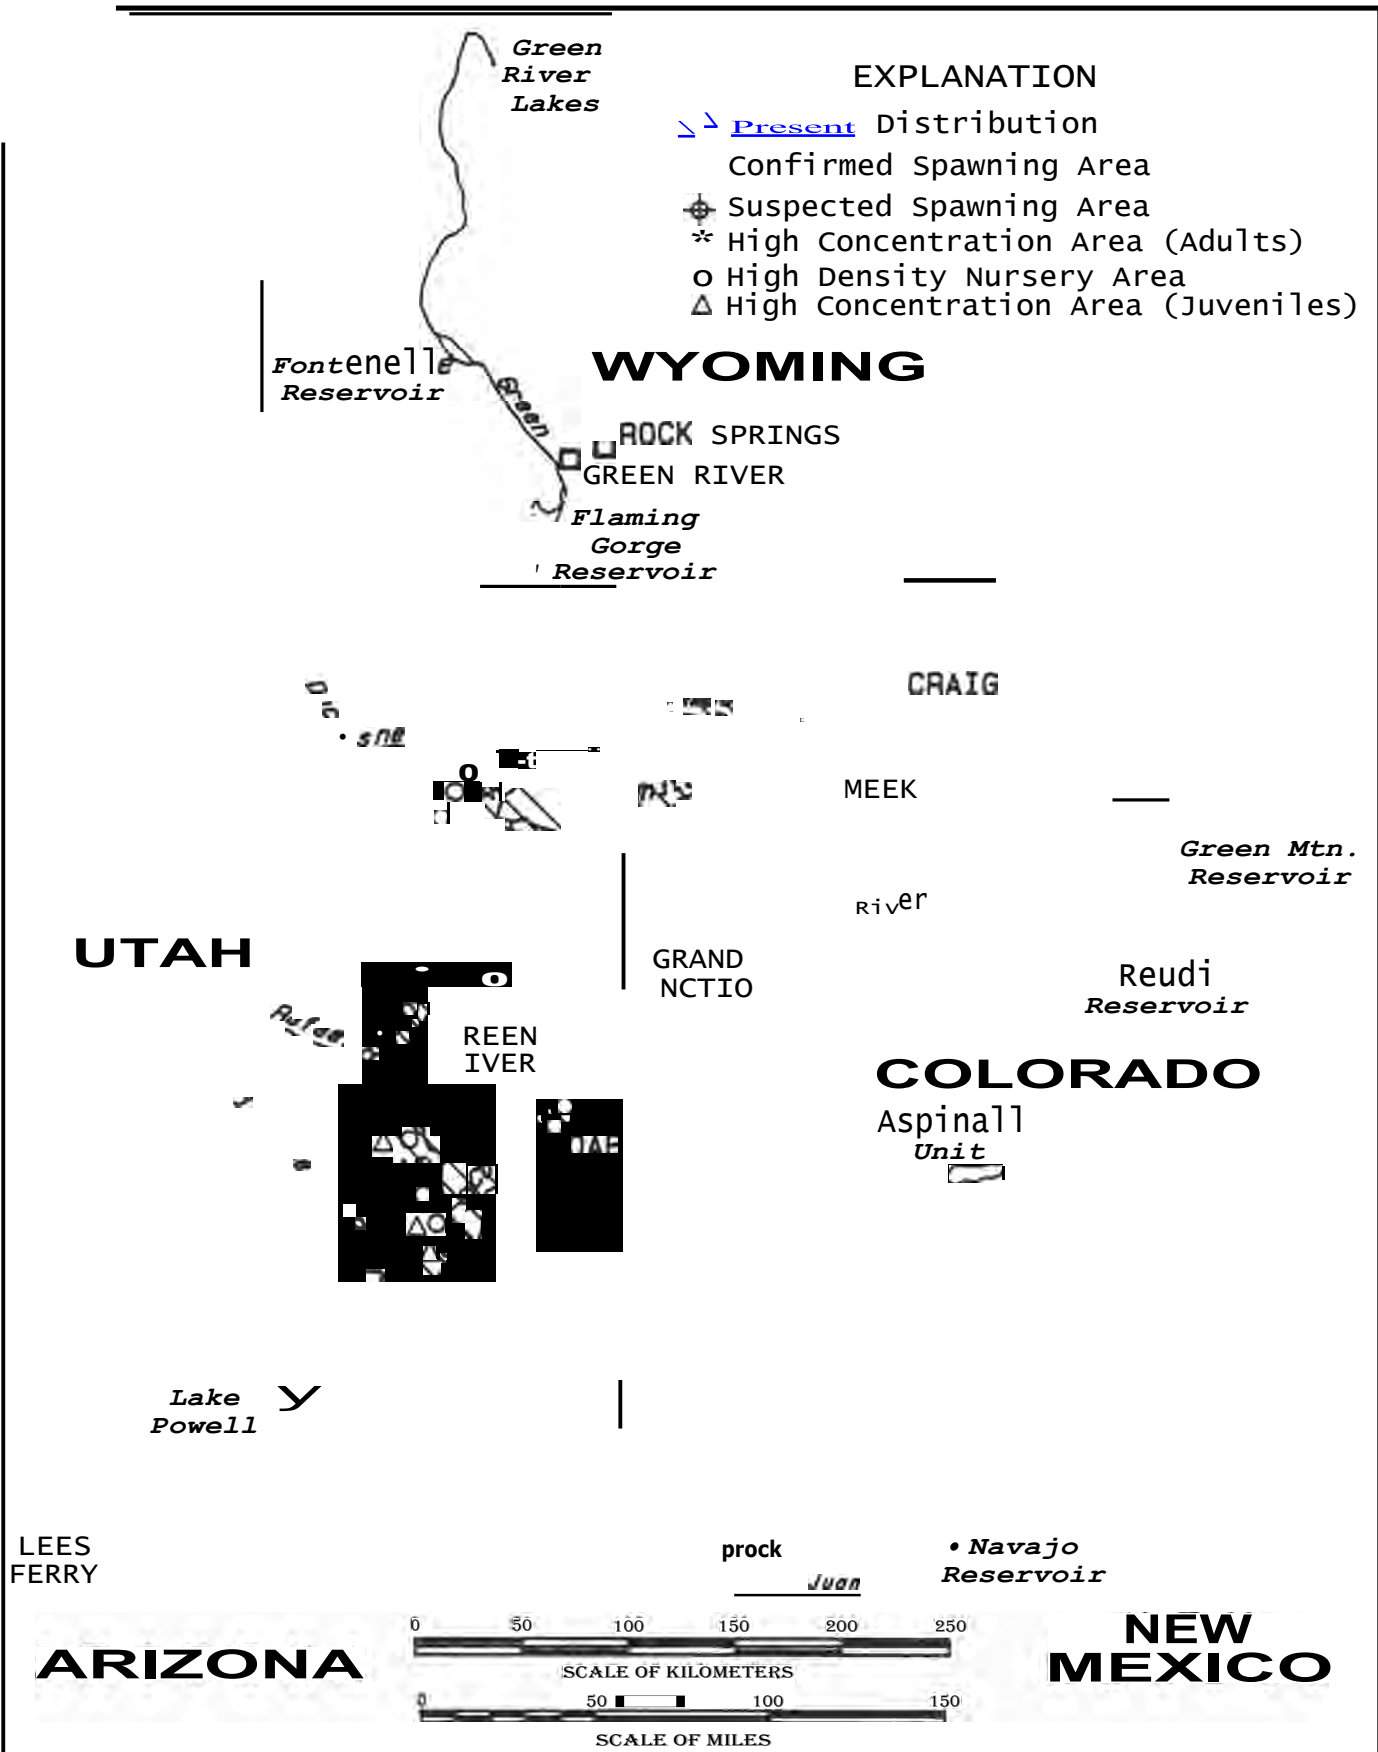 Green
River
Lakes
EXPLANATION
Present Distribution
Confirmed Spawning Area
Suspected Spawning Area
* High Concentration Area (Adults)
o High Density Nursery Area
△ High Concentration Area (Juveniles)
Fontenelle
Reservoir
WYOMING
Green
ROCK SPRINGS
GREEN RIVER
Flaming
Gorge
Reservoir
CRAIG
sne
MEEK
Green Mtn.
Reservoir
River
UTAH
GRAND
NCTIO
Reudi
Reservoir
REEN
IVER
COLORADO
Aspinall
Unit
Lake
Powell
y
LEES
FERRY
prock
• Navajo
Reservoir
Juan
ARIZONA
0 50 100 150 200 250
SCALE OF KILOMETERS
0 50 100 150
SCALE OF MILES
NEW
MEXICO